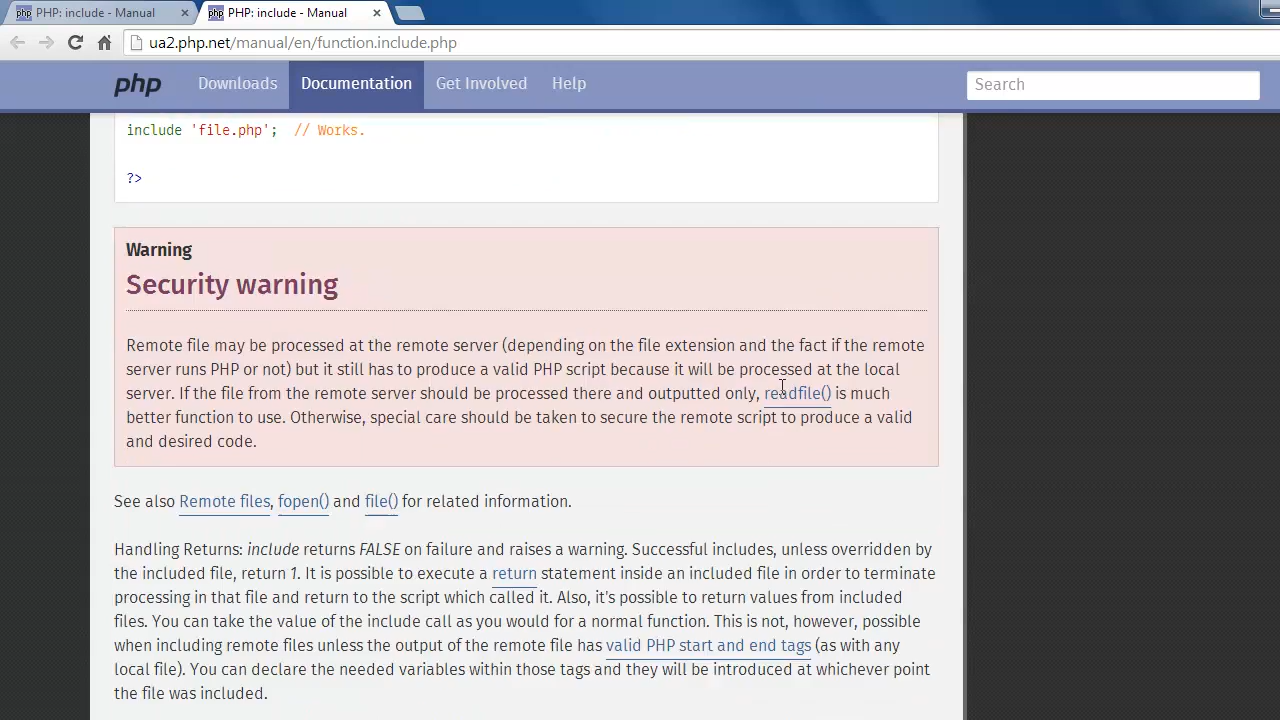 PHP: include - Manual
PHP: include - Manual
ua2.php.net/manual/en/function.include.php
php Downloads Documentation Get Involved Help Search
include 'file.php';  // Works.
?>
Warning
Security warning
Remote file may be processed at the remote server (depending on the file extension and the fact if the remote
server runs PHP or not) but it still has to produce a valid PHP script because it will be processed at the local
server. If the file from the remote server should be processed there and outputted only, readfile() is much
better function to use. Otherwise, special care should be taken to secure the remote script to produce a valid
and desired code.
See also Remote files, fopen() and file() for related information.
Handling Returns: include returns FALSE on failure and raises a warning. Successful includes, unless overridden by
the included file, return 1. It is possible to execute a return statement inside an included file in order to terminate
processing in that file and return to the script which called it. Also, it's possible to return values from included
files. You can take the value of the include call as you would for a normal function. This is not, however, possible
when including remote files unless the output of the remote file has valid PHP start and end tags (as with any
local file). You can declare the needed variables within those tags and they will be introduced at whichever point
the file was included.